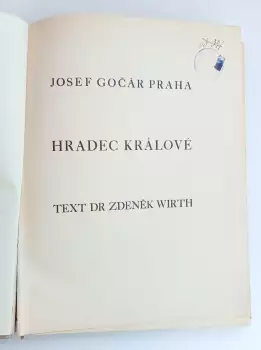 JOSEF GOČÁR PRAHA
HRADEC KRÁLOVÉ
TEXT DR ZDENĚK WIRTH